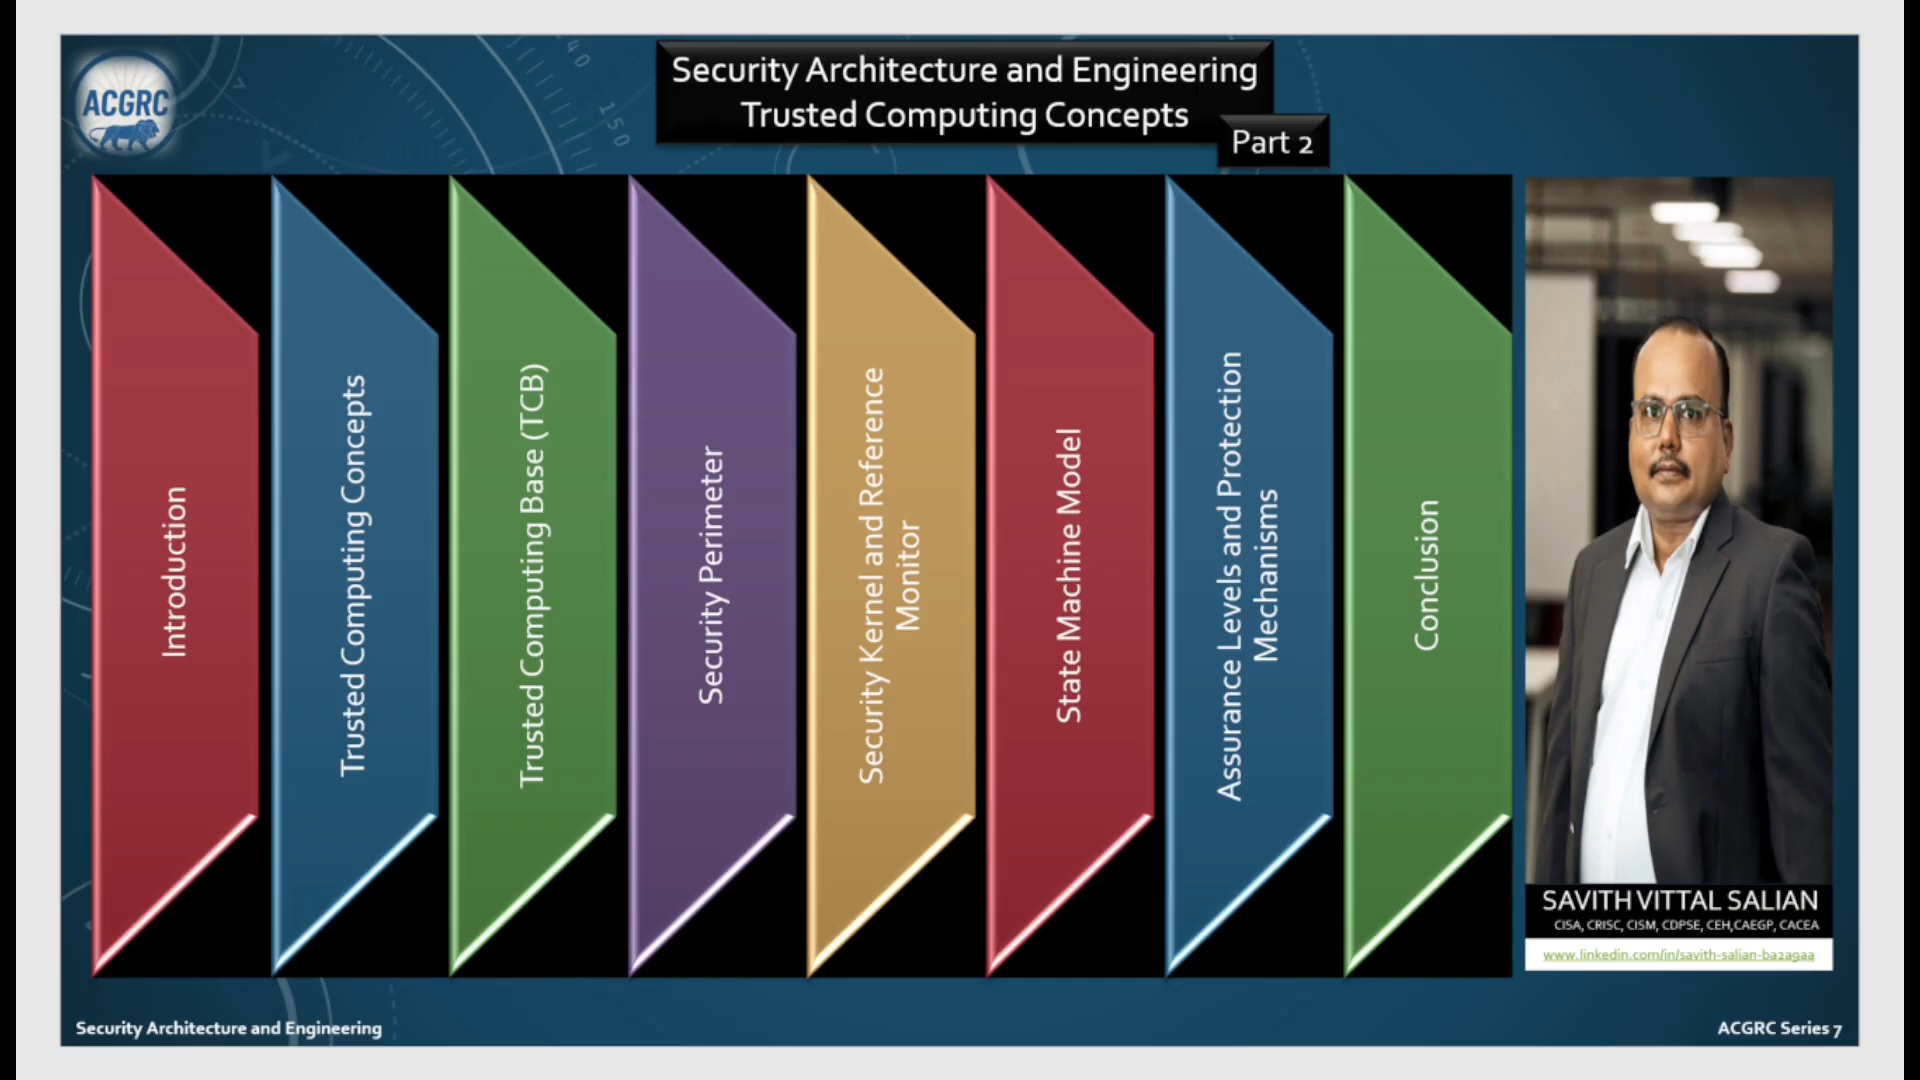 ACGRC
Security Architecture and Engineering
Trusted Computing Concepts
Part 2
40
150
Introduction
Trusted Computing Concepts
Trusted Computing Base (TCB)
Security Perimeter
Security Kernel and Reference
Monitor
State Machine Model
Assurance Levels and Protection
Mechanisms
Conclusion
SAVITH VITTAL SALIAN
CISA, CRISC, CISM, CDPSE, CEH,CAEGP, CACEA
www.linkedin.com/in/savith-salian-ba2a9aa
Security Architecture and Engineering
ACGRC Series 7